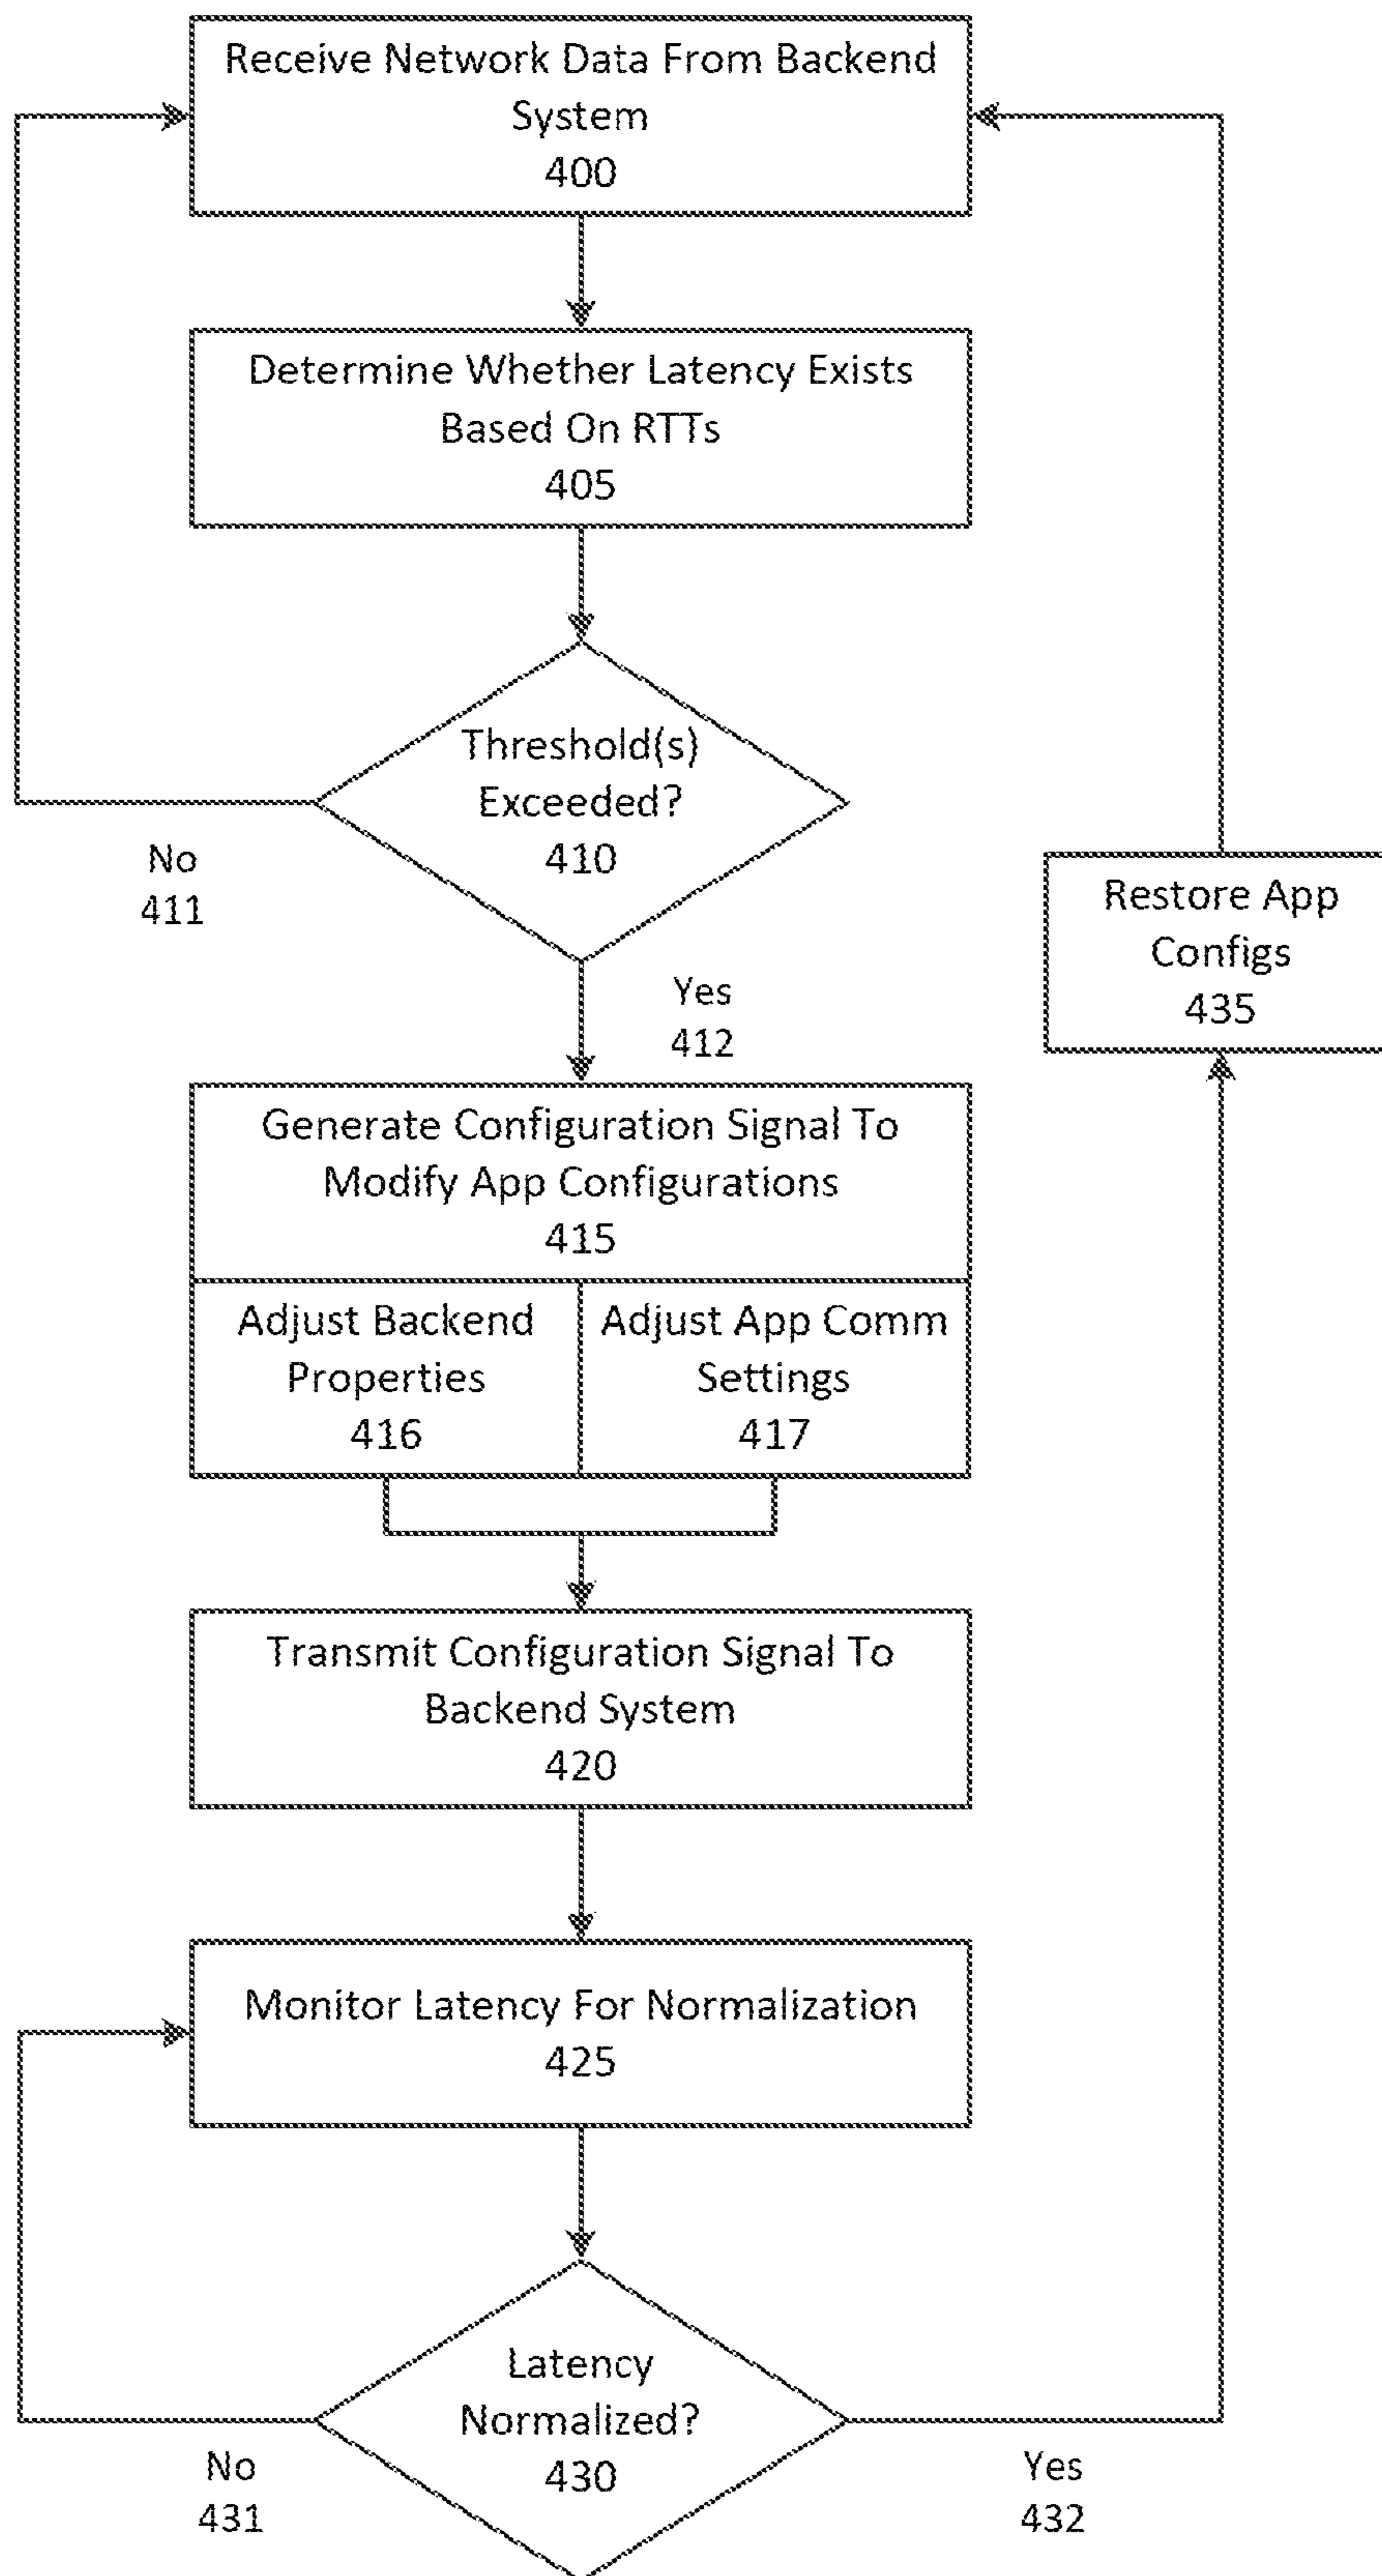 Receive Network Data From Backend
System
400
Determine Whether Latency Exists
Based On RTTs
405
Threshold(s)
Exceeded?
410
No
411
Yes
412
Restore App
Configs
435
Generate Configuration Signal To
Modify App Configurations
415
Adjust Backend
Properties
416
Adjust App Comm
Settings
417
Transmit Configuration Signal To
Backend System
420
Monitor Latency For Normalization
425
Latency
Normalized?
430
No
431
Yes
432